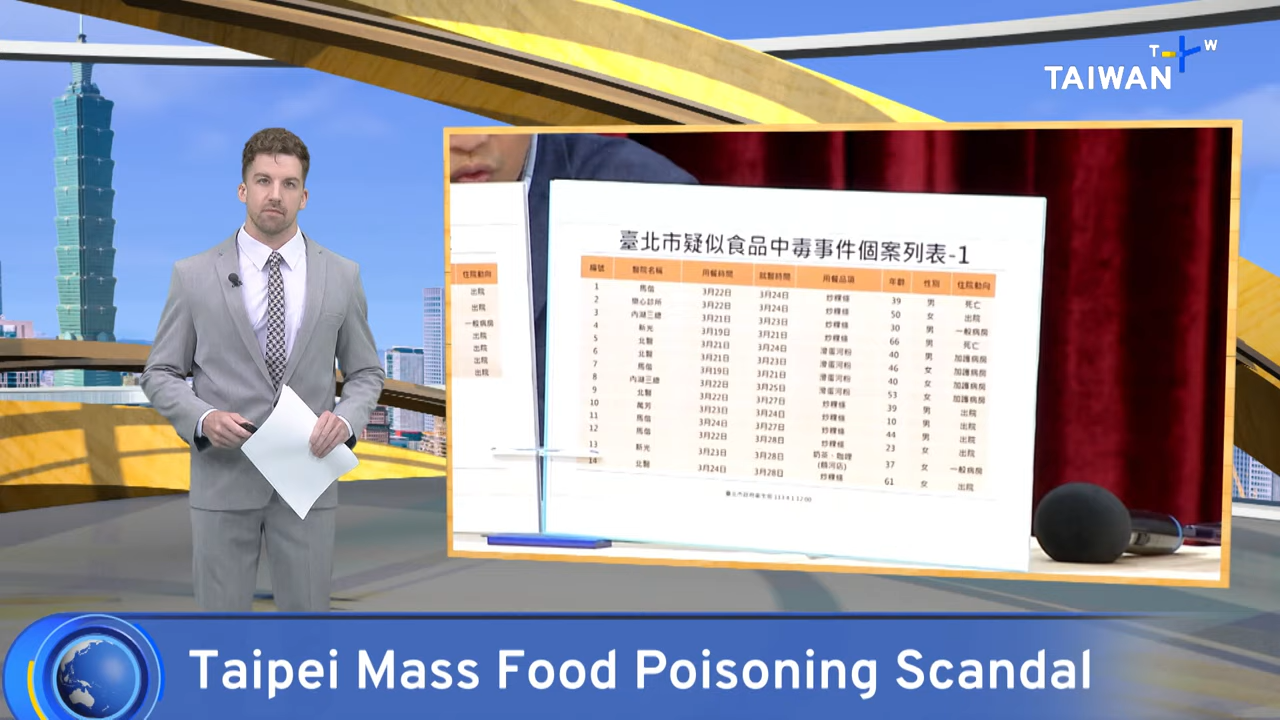 T+W
TAIWAN
臺北市疑似食品中毒事件個案列表-1
住院動向
出院
出院
一般病房
出院
出院
出院
出院
編號 醫院名稱 用餐時間 就醫時間 用餐品項 年齡 性別 住院動向
1 馬偕 3月22日 3月24日 炒粿條 39 男 死亡
2 診所 3月22日 3月24日 炒粿條 50 女 出院
3 內湖三總 3月21日 3月23日 炒粿條 30 男 一般病房
4 新光 3月19日 3月21日 炒粿條 66 男 死亡
5 北醫 3月21日 3月24日 滑蛋河粉 40 男 加護病房
6 北醫 3月21日 3月23日 滑蛋河粉 46 女 加護病房
7 馬偕 3月19日 3月21日 滑蛋河粉 40 女 加護病房
8 內湖三總 3月22日 3月25日 炒粿條 53 女 出院
9 北醫 3月22日 3月27日 炒粿條 39 男 出院
10 萬芳 3月23日 3月24日 炒粿條 10 男 出院
11 馬偕 3月24日 3月27日 炒粿條 44 男 出院
12 馬偕 3月22日 3月28日 炒粿條 23 女
13 新光 3月23日 3月28日 奶茶、咖哩(饒河店) 37 女 一般病房
14 北醫 3月24日 3月28日 炒粿條 61 女 出院
臺北市政府衛生局 113.4.1 12:00
Taipei Mass Food Poisoning Scandal